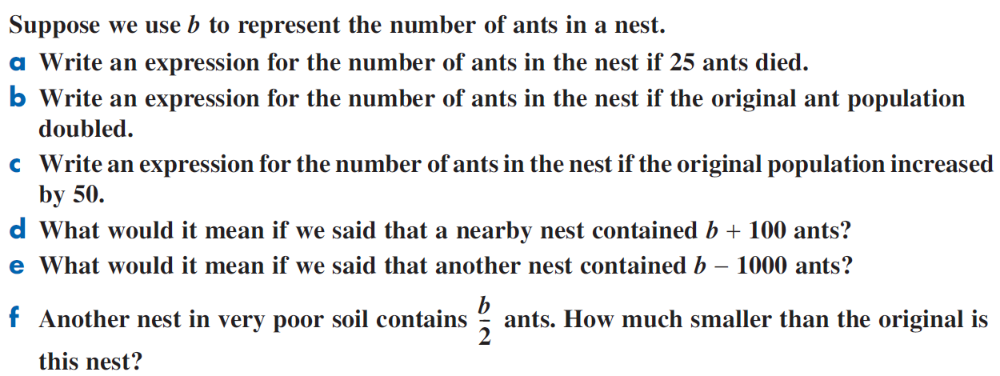 Suppose we use b to represent the number of ants in a nest.
a Write an expression for the number of ants in the nest if 25 ants died.
b Write an expression for the number of ants in the nest if the original ant population
doubled.
c Write an expression for the number of ants in the nest if the original population increased
by 50.
d What would it mean if we said that a nearby nest contained b + 100 ants?
e What would it mean if we said that another nest contained b – 1000 ants?
f Another nest in very poor soil contains b/2 ants. How much smaller than the original is
this nest?